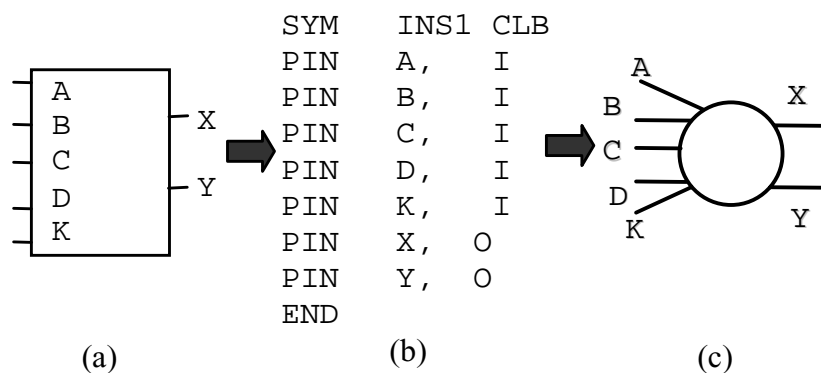 A
B
C
D
K
X
Y
(a)
SYM INS1 CLB
PIN A, I
PIN B, I
PIN C, I
PIN D, I
PIN K, I
PIN X, O
PIN Y, O
END
(b)
A
B
C
D
K
X
Y
(c)